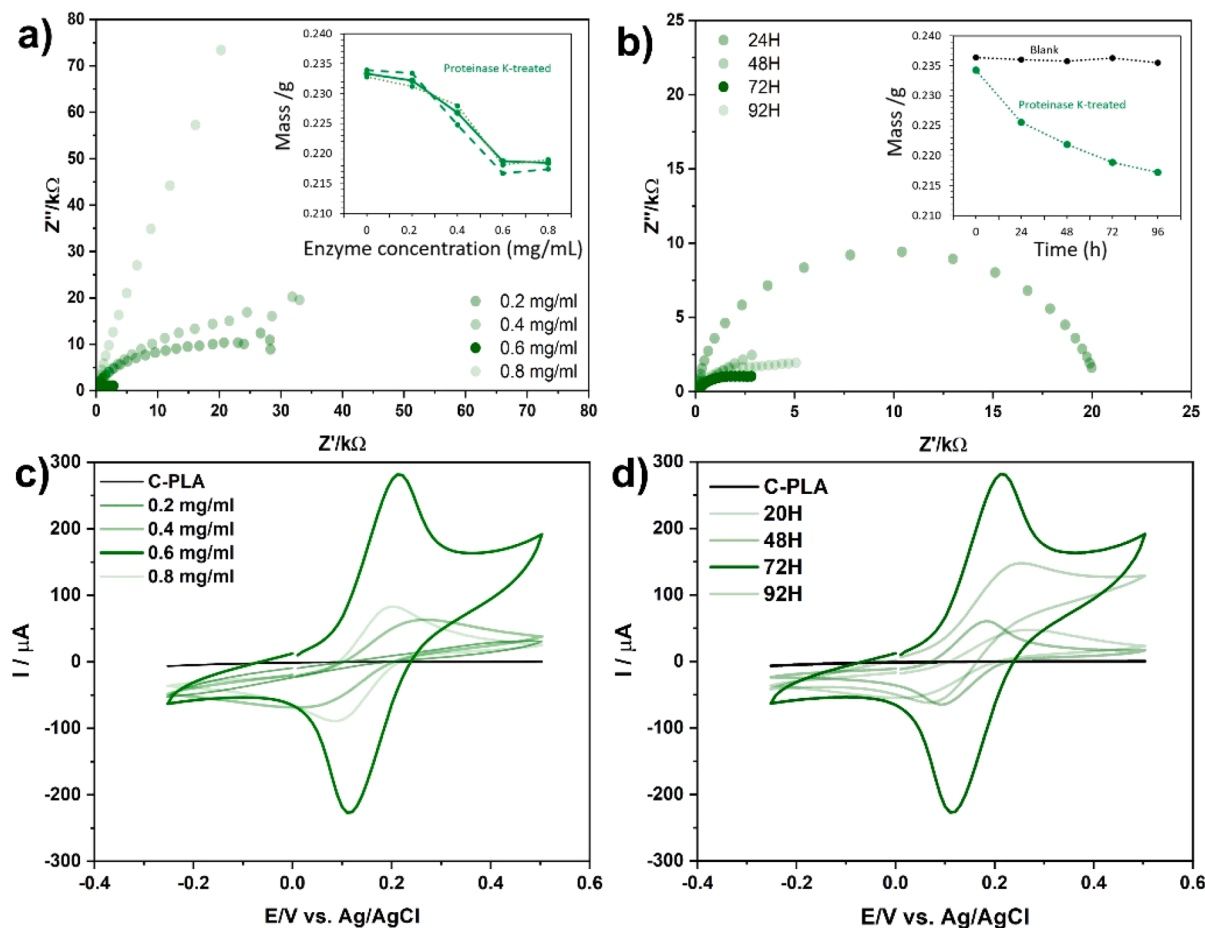 a)
80
70
60
50
40
30
20
10
0
Z''/kΩ
0 10 20 30 40 50 60 70 80
Z'/kΩ
0.240
0.235
0.230
0.225
0.220
0.215
0.210
Mass /g
Proteinase K-treated
0 0.2 0.4 0.6 0.8
Enzyme concentration (mg/mL)
0.2 mg/ml
0.4 mg/ml
0.6 mg/ml
0.8 mg/ml
b)
25
20
15
10
5
0
Z''/kΩ
0 5 10 15 20 25
Z'/kΩ
24H
48H
72H
92H
0.240
0.235
0.230
0.225
0.220
0.215
0.210
Mass /g
Blank
Proteinase K-treated
0 24 48 72 96
Time (h)
c)
300
200
100
0
-100
-200
-300
I / µA
C-PLA
0.2 mg/ml
0.4 mg/ml
0.6 mg/ml
0.8 mg/ml
-0.4 -0.2 0.0 0.2 0.4 0.6
E/V vs. Ag/AgCl
d)
300
200
100
0
-100
-200
-300
I / µA
C-PLA
20H
48H
72H
92H
-0.4 -0.2 0.0 0.2 0.4 0.6
E/V vs. Ag/AgCl